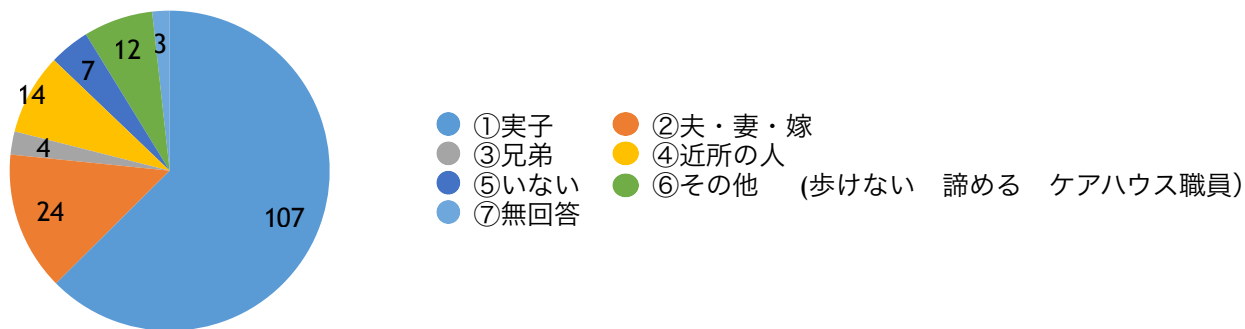 3
12
7
14
4
24
107
①実子 ②夫・妻・嫁
③兄弟 ④近所の人
⑤いない ⑥その他 (歩けない 諦める ケアハウス職員)
⑦無回答